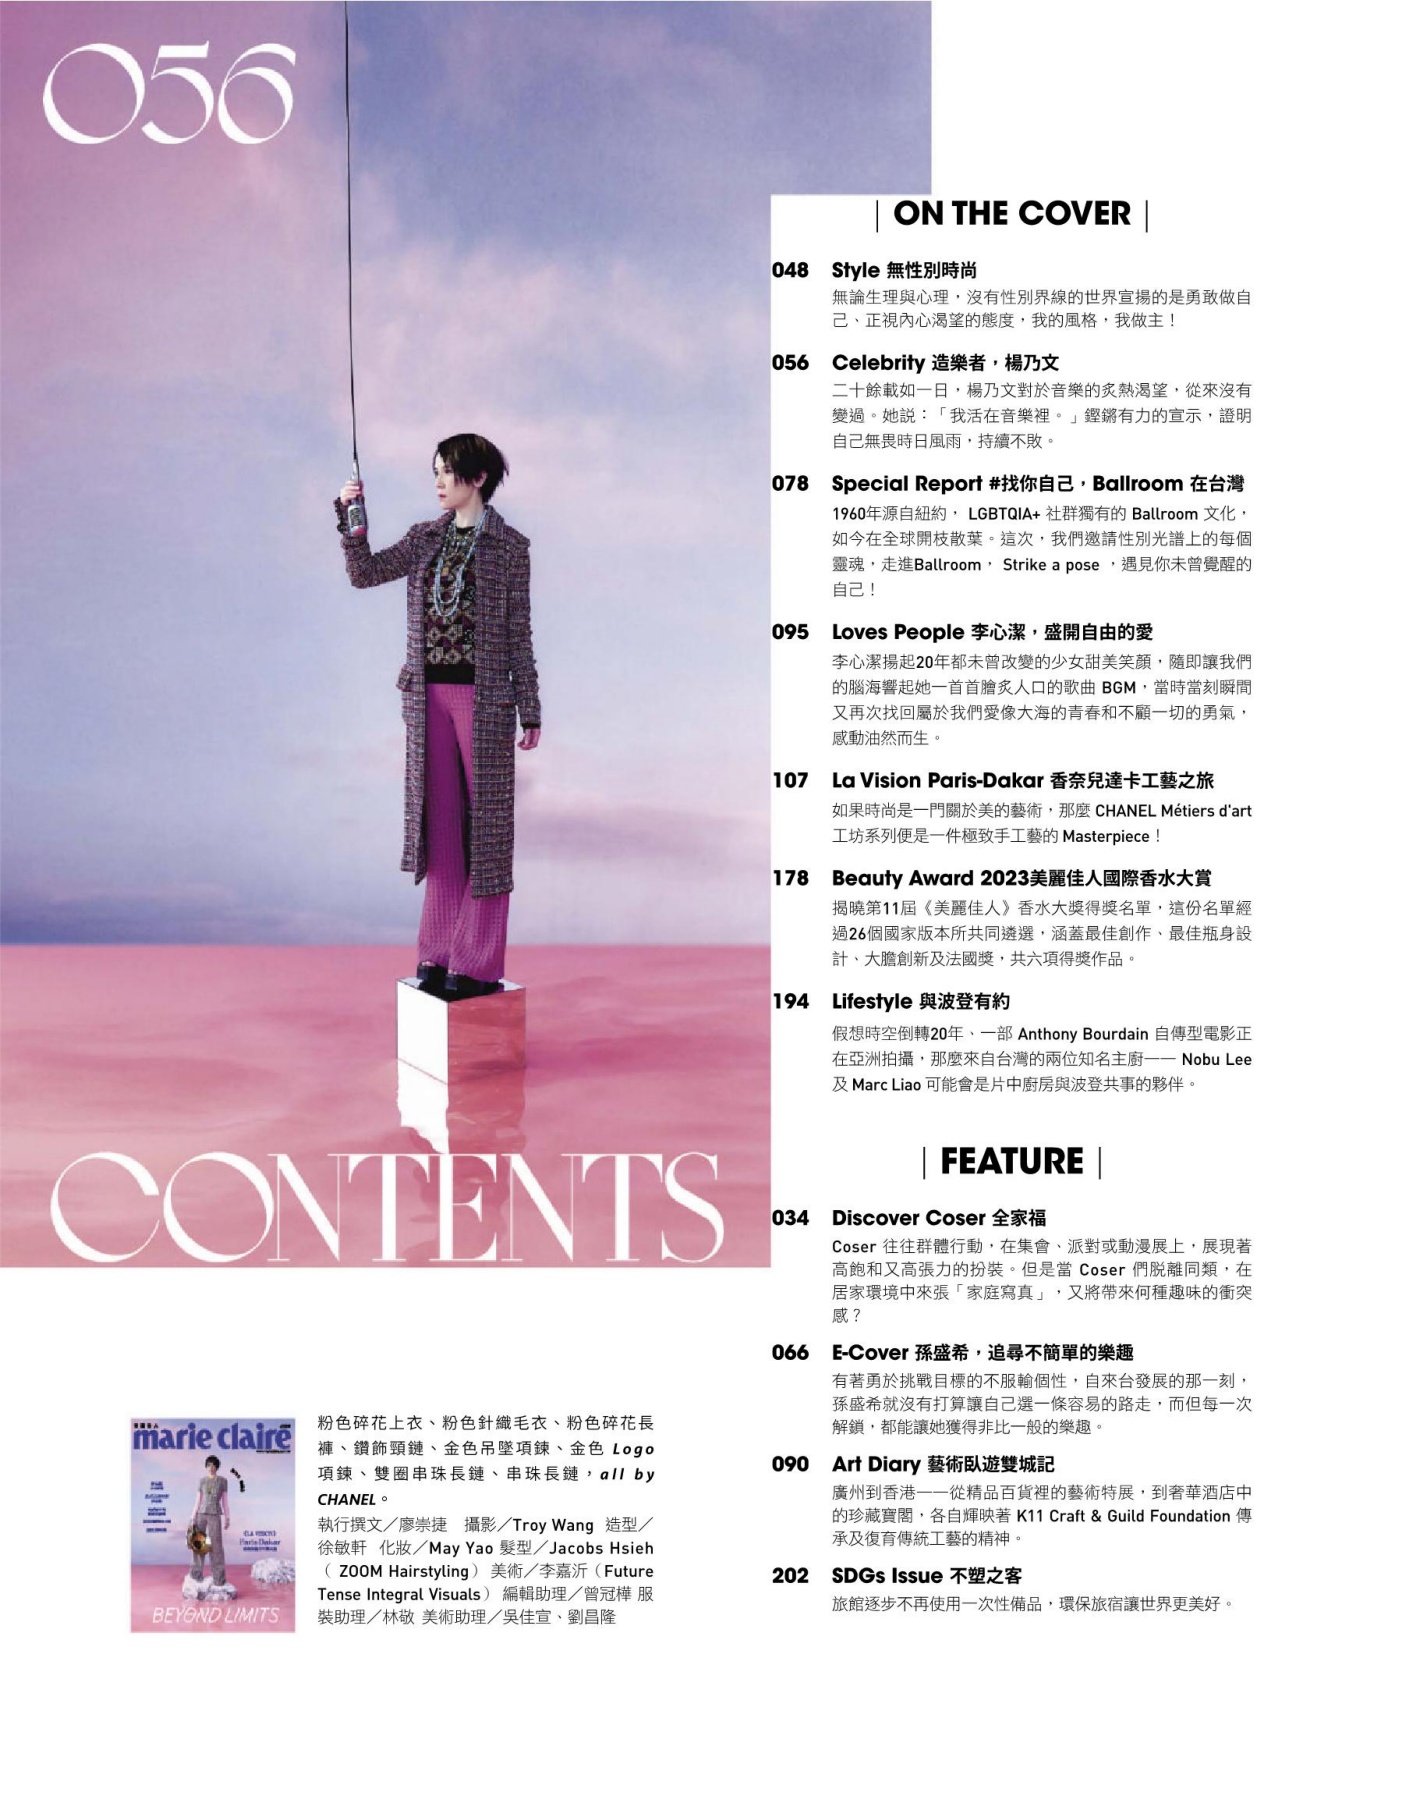 056
| ON THE COVER |
048 Style 無性別時尚
無論生理與心理，沒有性別界線的世界宣揚的是勇敢做自
己、正視內心渴望的態度，我的風格，我做主！
056 Celebrity 造樂者，楊乃文
二十餘載如一日，楊乃文對於音樂的炙熱渴望，從來沒有
變過。她說：「我活在音樂裡。」鏗鏘有力的宣示，證明
自己無畏時日風雨，持續不敗。
078 Special Report #找你自己，Ballroom 在台灣
1960年源自紐約， LGBTQIA+ 社群獨有的 Ballroom 文化，
如今在全球開枝散葉。這次，我們邀請性別光譜上的每個
靈魂，走進Ballroom， Strike a pose ，遇見你未曾覺醒的
自己！
095 Loves People 李心潔，盛開自由的愛
李心潔揚起20年都未曾改變的少女甜美笑顏，隨即讓我們
的腦海響起她一首首膾炙人口的歌曲 BGM，當時當刻瞬間
又再次找回屬於我們愛像大海的青春和不顧一切的勇氣，
感動油然而生。
107 La Vision Paris-Dakar 香奈兒達卡工藝之旅
如果時尚是一門關於美的藝術，那麼 CHANEL Métiers d'art
工坊系列便是一件極致手工藝的 Masterpiece！
178 Beauty Award 2023美麗佳人國際香水大賞
揭曉第11屆《美麗佳人》香水大獎得獎名單，這份名單經
過26個國家版本所共同遴選，涵蓋最佳創作、最佳瓶身設
計、大膽創新及法國獎，共六項得獎作品。
194 Lifestyle 與波登有約
假想時空倒轉20年、一部 Anthony Bourdain 自傳型電影正
在亞洲拍攝，那麼來自台灣的兩位知名主廚—— Nobu Lee
及 Marc Liao 可能會是片中廚房與波登共事的夥伴。
CONTENTS
| FEATURE |
034 Discover Coser 全家福
Coser 往往群體行動，在集會、派對或動漫展上，展現著
高飽和又高張力的扮裝。但是當 Coser 們脫離同類，在
居家環境中來張「家庭寫真」，又將帶來何種趣味的衝突
感？
066 E-Cover 孫盛希，追尋不簡單的樂趣
有著勇於挑戰目標的不服輸個性，自來台發展的那一刻，
孫盛希就沒有打算讓自己選一條容易的路走，而但每一次
解鎖，都能讓她獲得非比一般的樂趣。
090 Art Diary 藝術臥遊雙城記
廣州到香港——從精品百貨裡的藝術特展，到奢華酒店中
的珍藏寶閣，各自輝映著 K11 Craft & Guild Foundation 傳
承及復育傳統工藝的精神。
202 SDGs Issue 不塑之客
旅館逐步不再使用一次性備品，環保旅宿讓世界更美好。
marie claire
LA VISION
Paris-Dakar
BEYOND LIMITS
粉色碎花上衣、粉色針織毛衣、粉色碎花長
褲、鑽飾頸鏈、金色吊墜項鍊、金色 Logo
項鍊、雙圈串珠長鏈、串珠長鏈，all by
CHANEL。
執行撰文／廖崇捷 攝影／Troy Wang 造型／
徐敏軒 化妝／May Yao 髮型／Jacobs Hsieh
（ ZOOM Hairstyling）美術／李嘉沂（Future
Tense Integral Visuals）編輯助理／曾冠樺 服
裝助理／林敬 美術助理／吳佳宣、劉昌隆